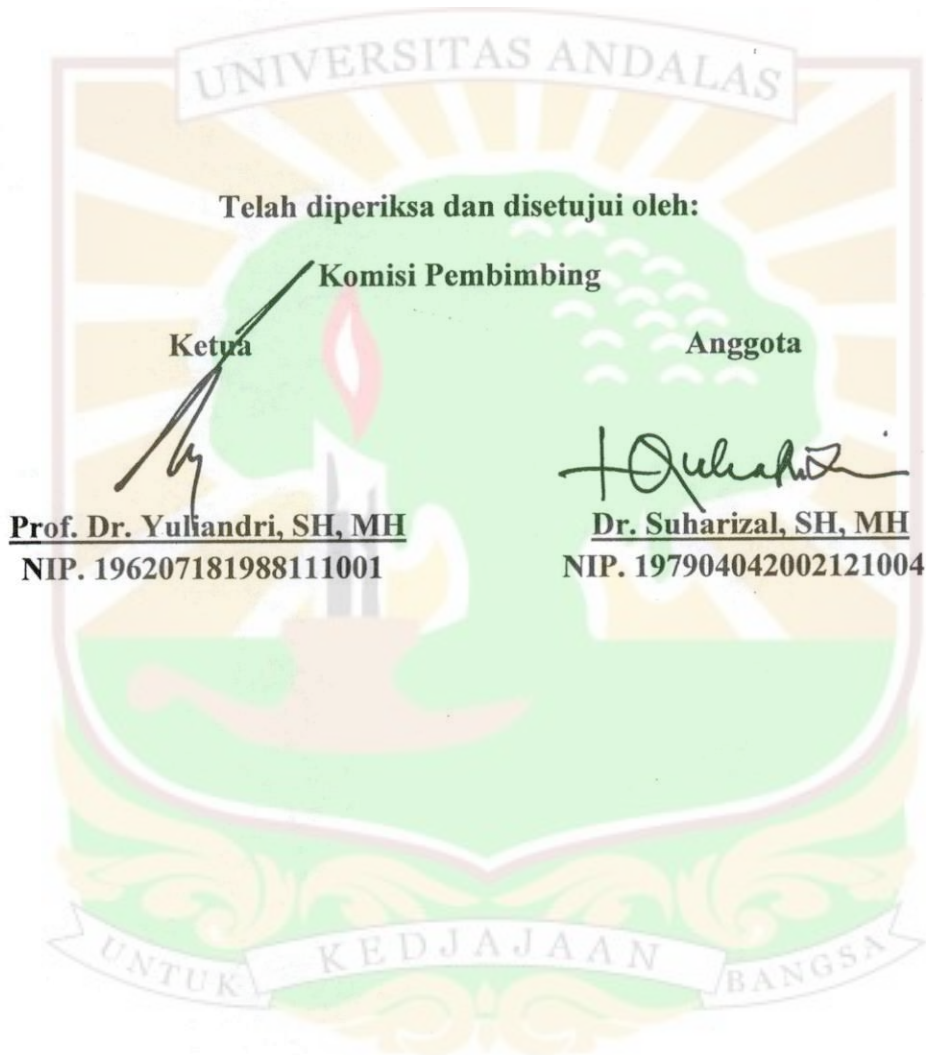 UNIVERSITAS ANDALAS
Telah diperiksa dan disetujui oleh:
Komisi Pembimbing
Ketua
Anggota
Prof. Dr. Yuliandri, SH, MH
NIP. 196207181988111001
Dr. Suharizal, SH, MH
NIP. 197904042002121004
UNTUK KEDJAJAAN BANGSA